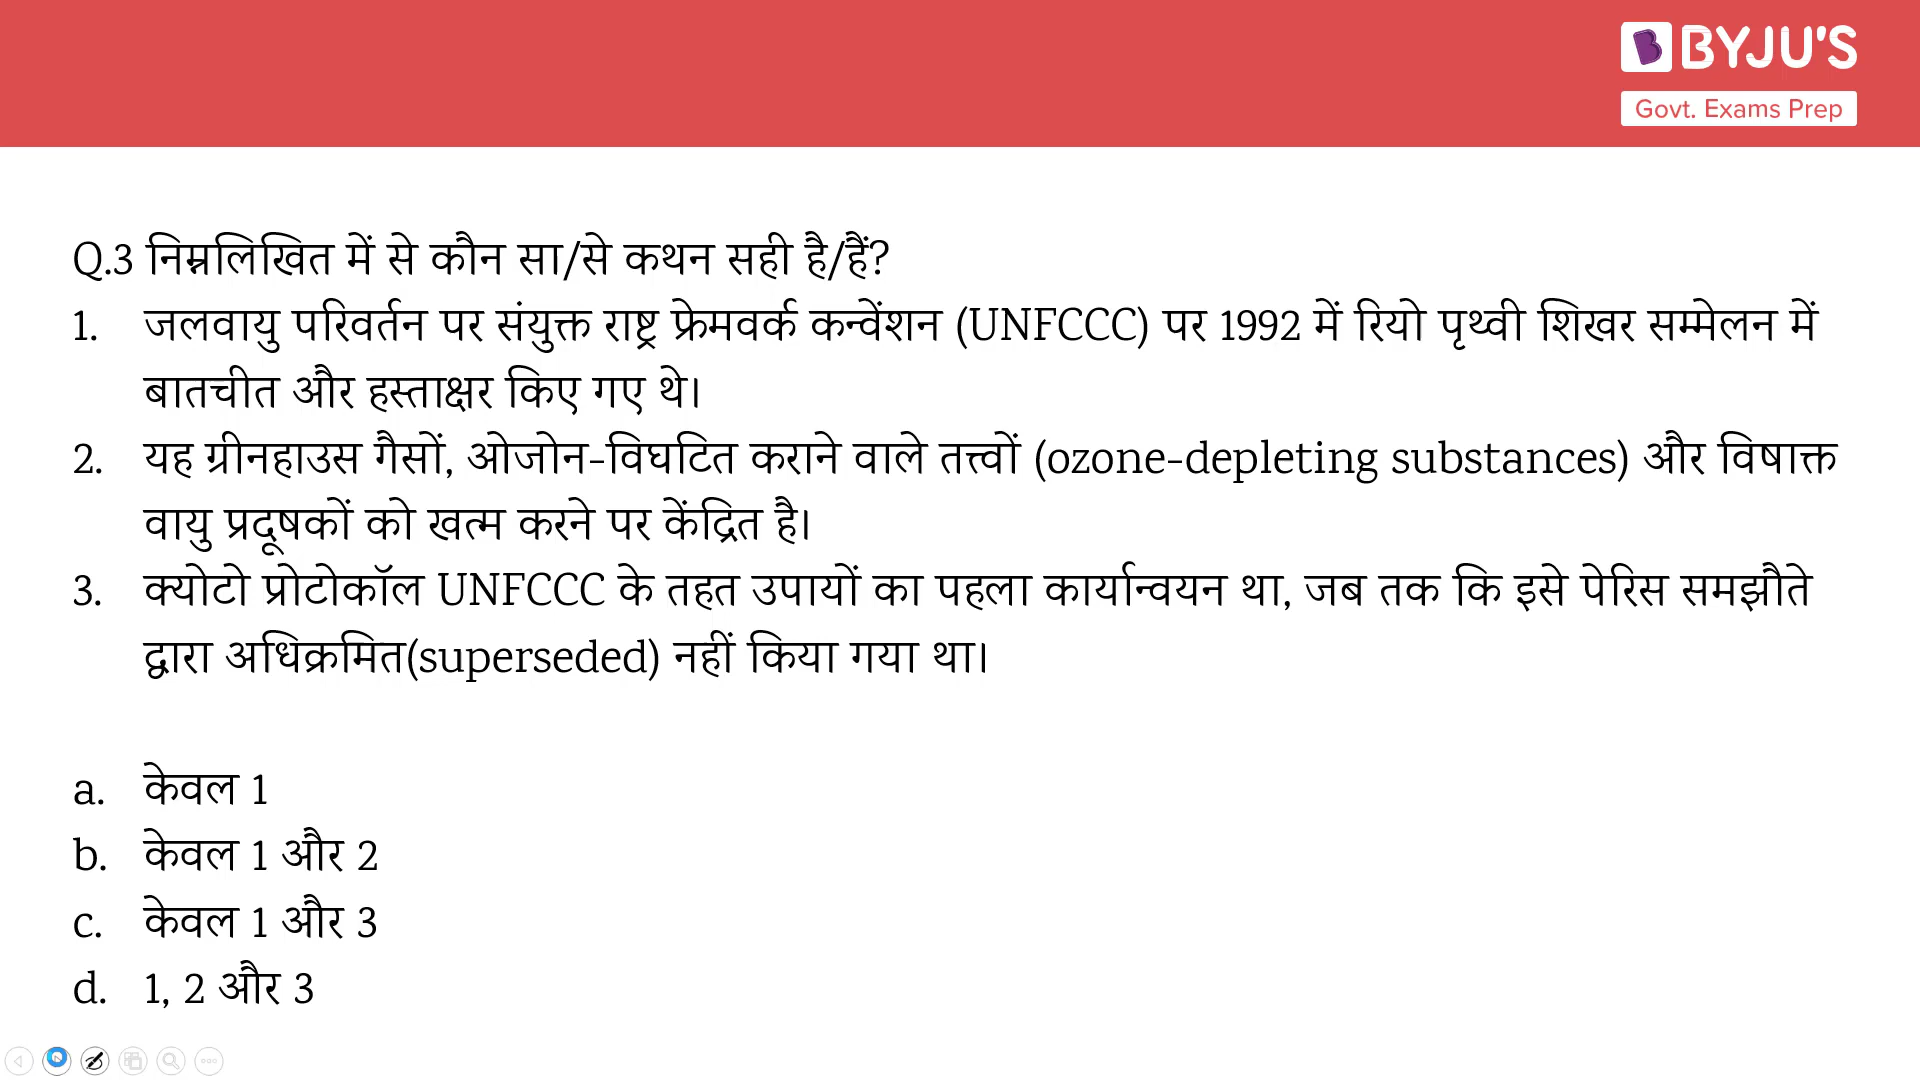 BYJU'S
Govt. Exams Prep
Q.3 निम्नलिखित में से कौन सा/से कथन सही है/हैं?
1. जलवायु परिवर्तन पर संयुक्त राष्ट्र फ्रेमवर्क कन्वेंशन (UNFCCC) पर 1992 में रियो पृथ्वी शिखर सम्मेलन में
बातचीत और हस्ताक्षर किए गए थे।
2. यह ग्रीनहाउस गैसों, ओजोन-विघटित कराने वाले तत्त्वों (ozone-depleting substances) और विषाक्त
वायु प्रदूषकों को खत्म करने पर केंद्रित है।
3. क्योटो प्रोटोकॉल UNFCCC के तहत उपायों का पहला कार्यान्वयन था, जब तक कि इसे पेरिस समझौते
द्वारा अधिक्रमित(superseded) नहीं किया गया था।
a. केवल 1
b. केवल 1 और 2
c. केवल 1 और 3
d. 1, 2 और 3